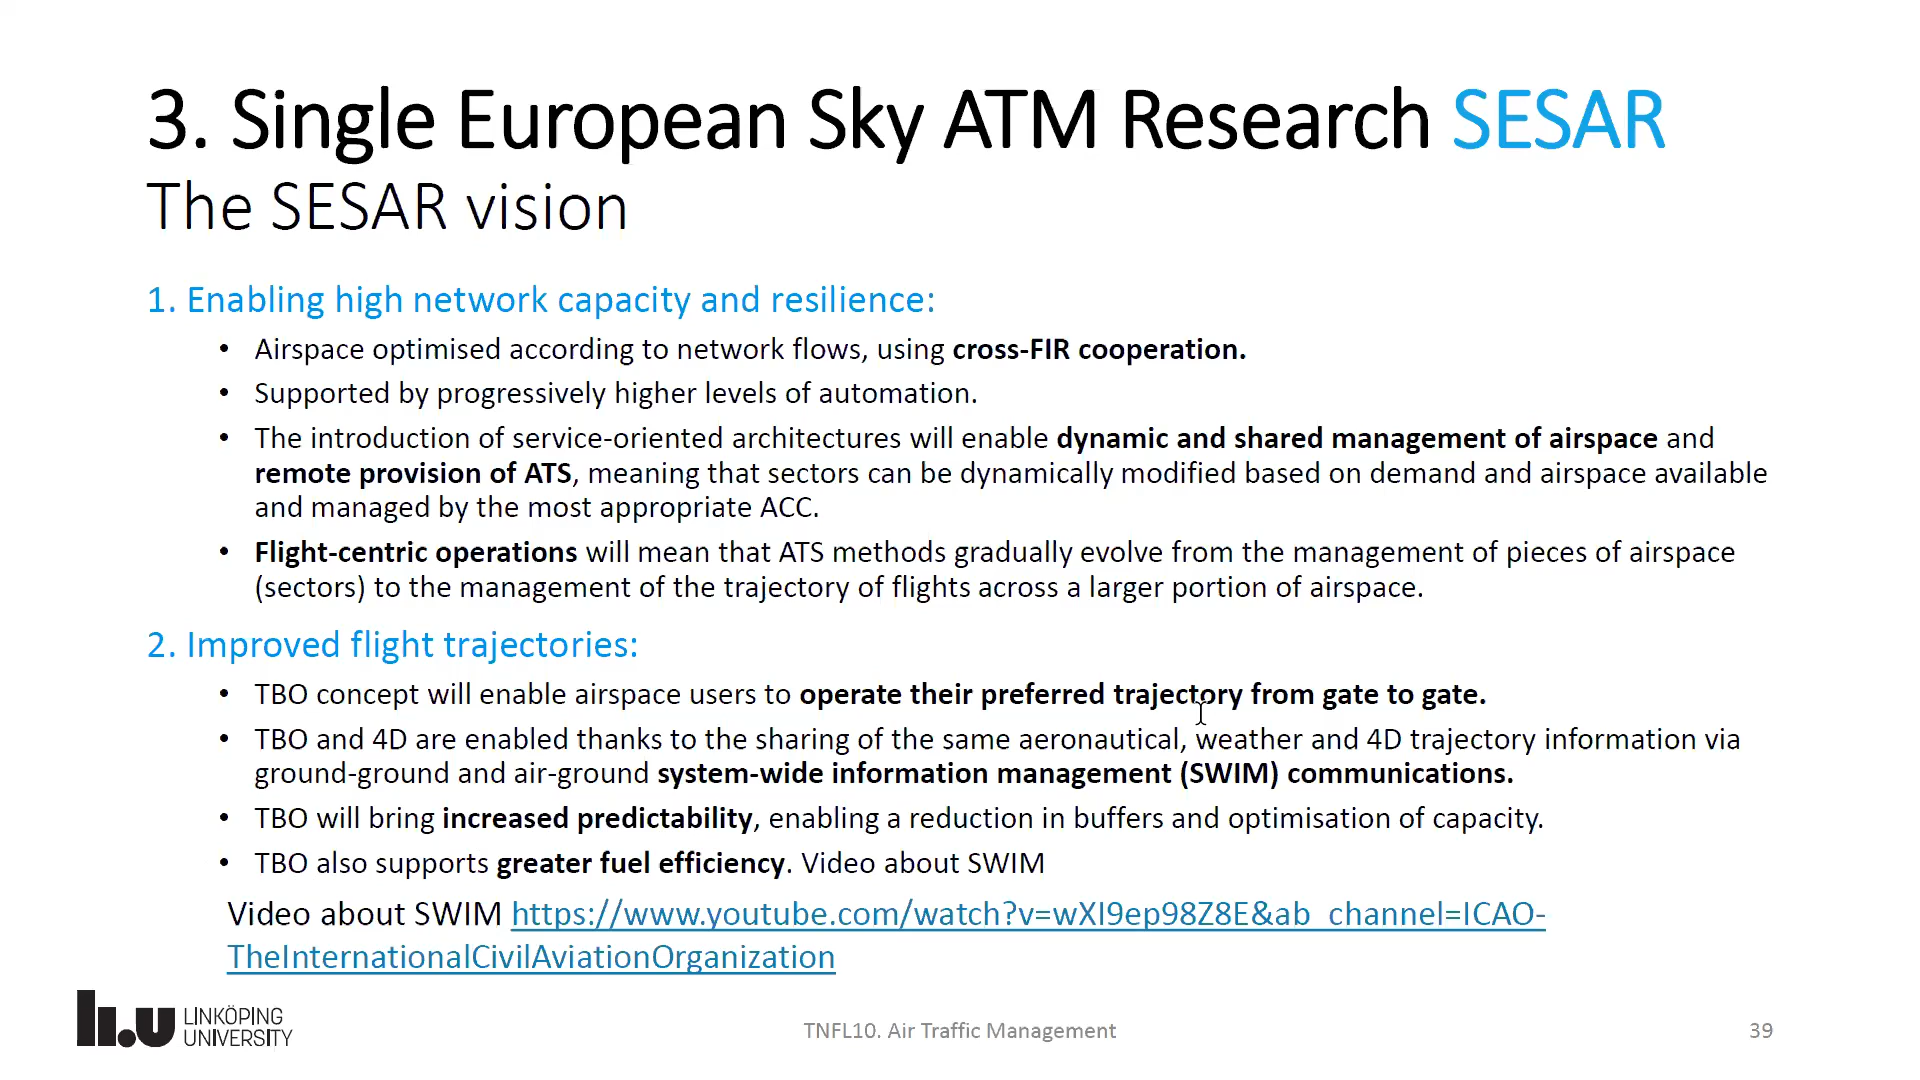 3. Single European Sky ATM Research SESAR
The SESAR vision
1. Enabling high network capacity and resilience:
• Airspace optimised according to network flows, using cross-FIR cooperation.
• Supported by progressively higher levels of automation.
• The introduction of service-oriented architectures will enable dynamic and shared management of airspace and
remote provision of ATS, meaning that sectors can be dynamically modified based on demand and airspace available
and managed by the most appropriate ACC.
• Flight-centric operations will mean that ATS methods gradually evolve from the management of pieces of airspace
(sectors) to the management of the trajectory of flights across a larger portion of airspace.
2. Improved flight trajectories:
• TBO concept will enable airspace users to operate their preferred trajectory from gate to gate.
• TBO and 4D are enabled thanks to the sharing of the same aeronautical, weather and 4D trajectory information via
ground-ground and air-ground system-wide information management (SWIM) communications.
• TBO will bring increased predictability, enabling a reduction in buffers and optimisation of capacity.
• TBO also supports greater fuel efficiency. Video about SWIM
Video about SWIM https://www.youtube.com/watch?v=wXI9ep98Z8E&ab_channel=ICAO-
TheInternationalCivilAviationOrganization
li.u LINKÖPING
UNIVERSITY
TNFL10. Air Traffic Management
39